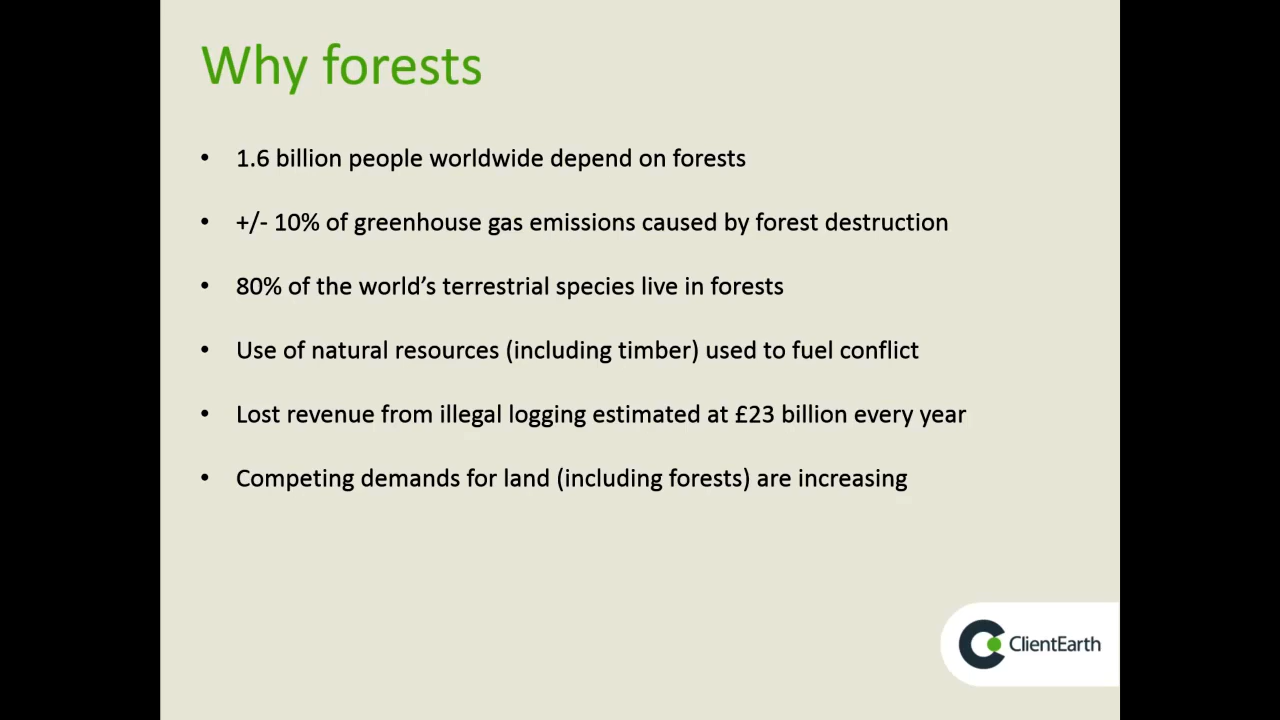 Why forests
• 1.6 billion people worldwide depend on forests
• +/- 10% of greenhouse gas emissions caused by forest destruction
• 80% of the world’s terrestrial species live in forests
• Use of natural resources (including timber) used to fuel conflict
• Lost revenue from illegal logging estimated at £23 billion every year
• Competing demands for land (including forests) are increasing
ClientEarth